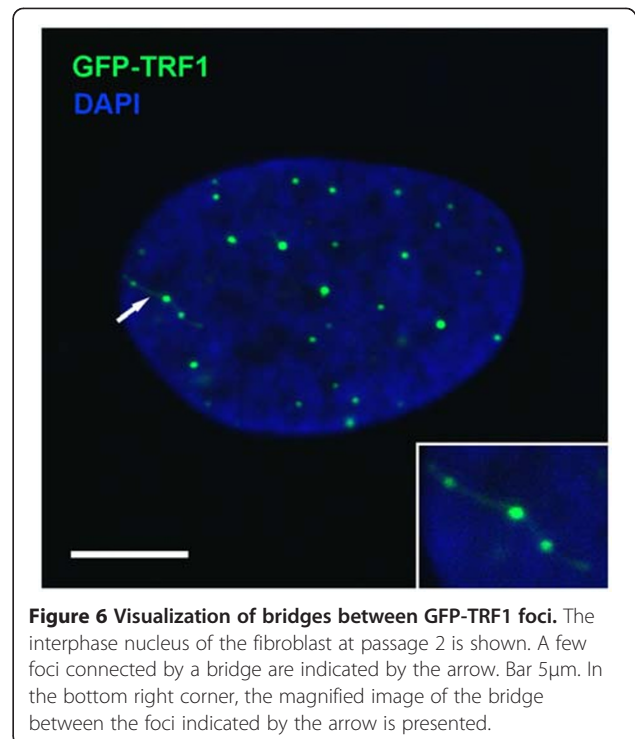 GFP-TRF1
DAPI
Figure 6 Visualization of bridges between GFP-TRF1 foci. The
interphase nucleus of the fibroblast at passage 2 is shown. A few
foci connected by a bridge are indicated by the arrow. Bar 5μm. In
the bottom right corner, the magnified image of the bridge
between the foci indicated by the arrow is presented.